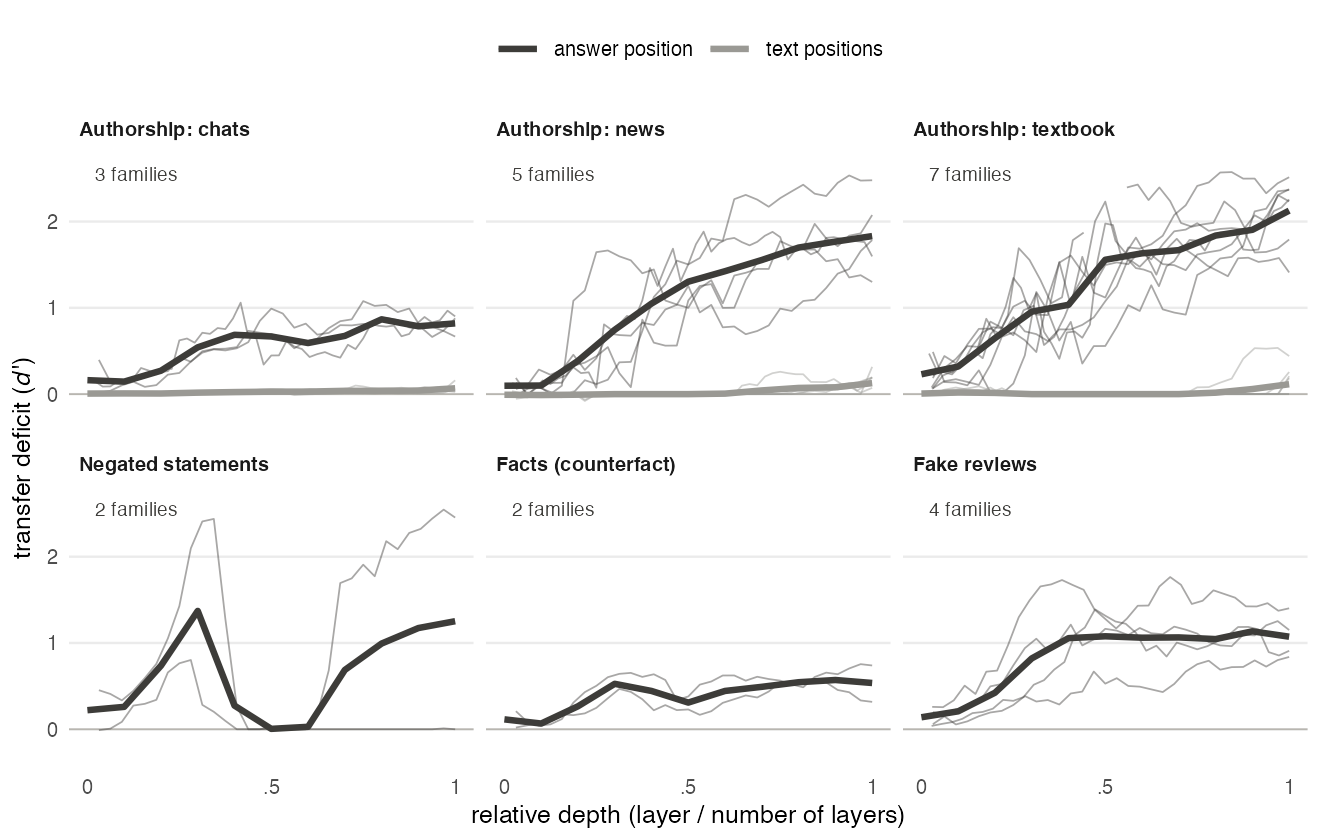 answer position text positions
Authorship: chats Authorship: news Authorship: textbook
3 families 5 families 7 families
2
1
0
transfer deficit (d')
Negated statements Facts (counterfact) Fake reviews
2 families 2 families 4 families
2
1
0
0 .5 1 0 .5 1 0 .5 1
relative depth (layer / number of layers)